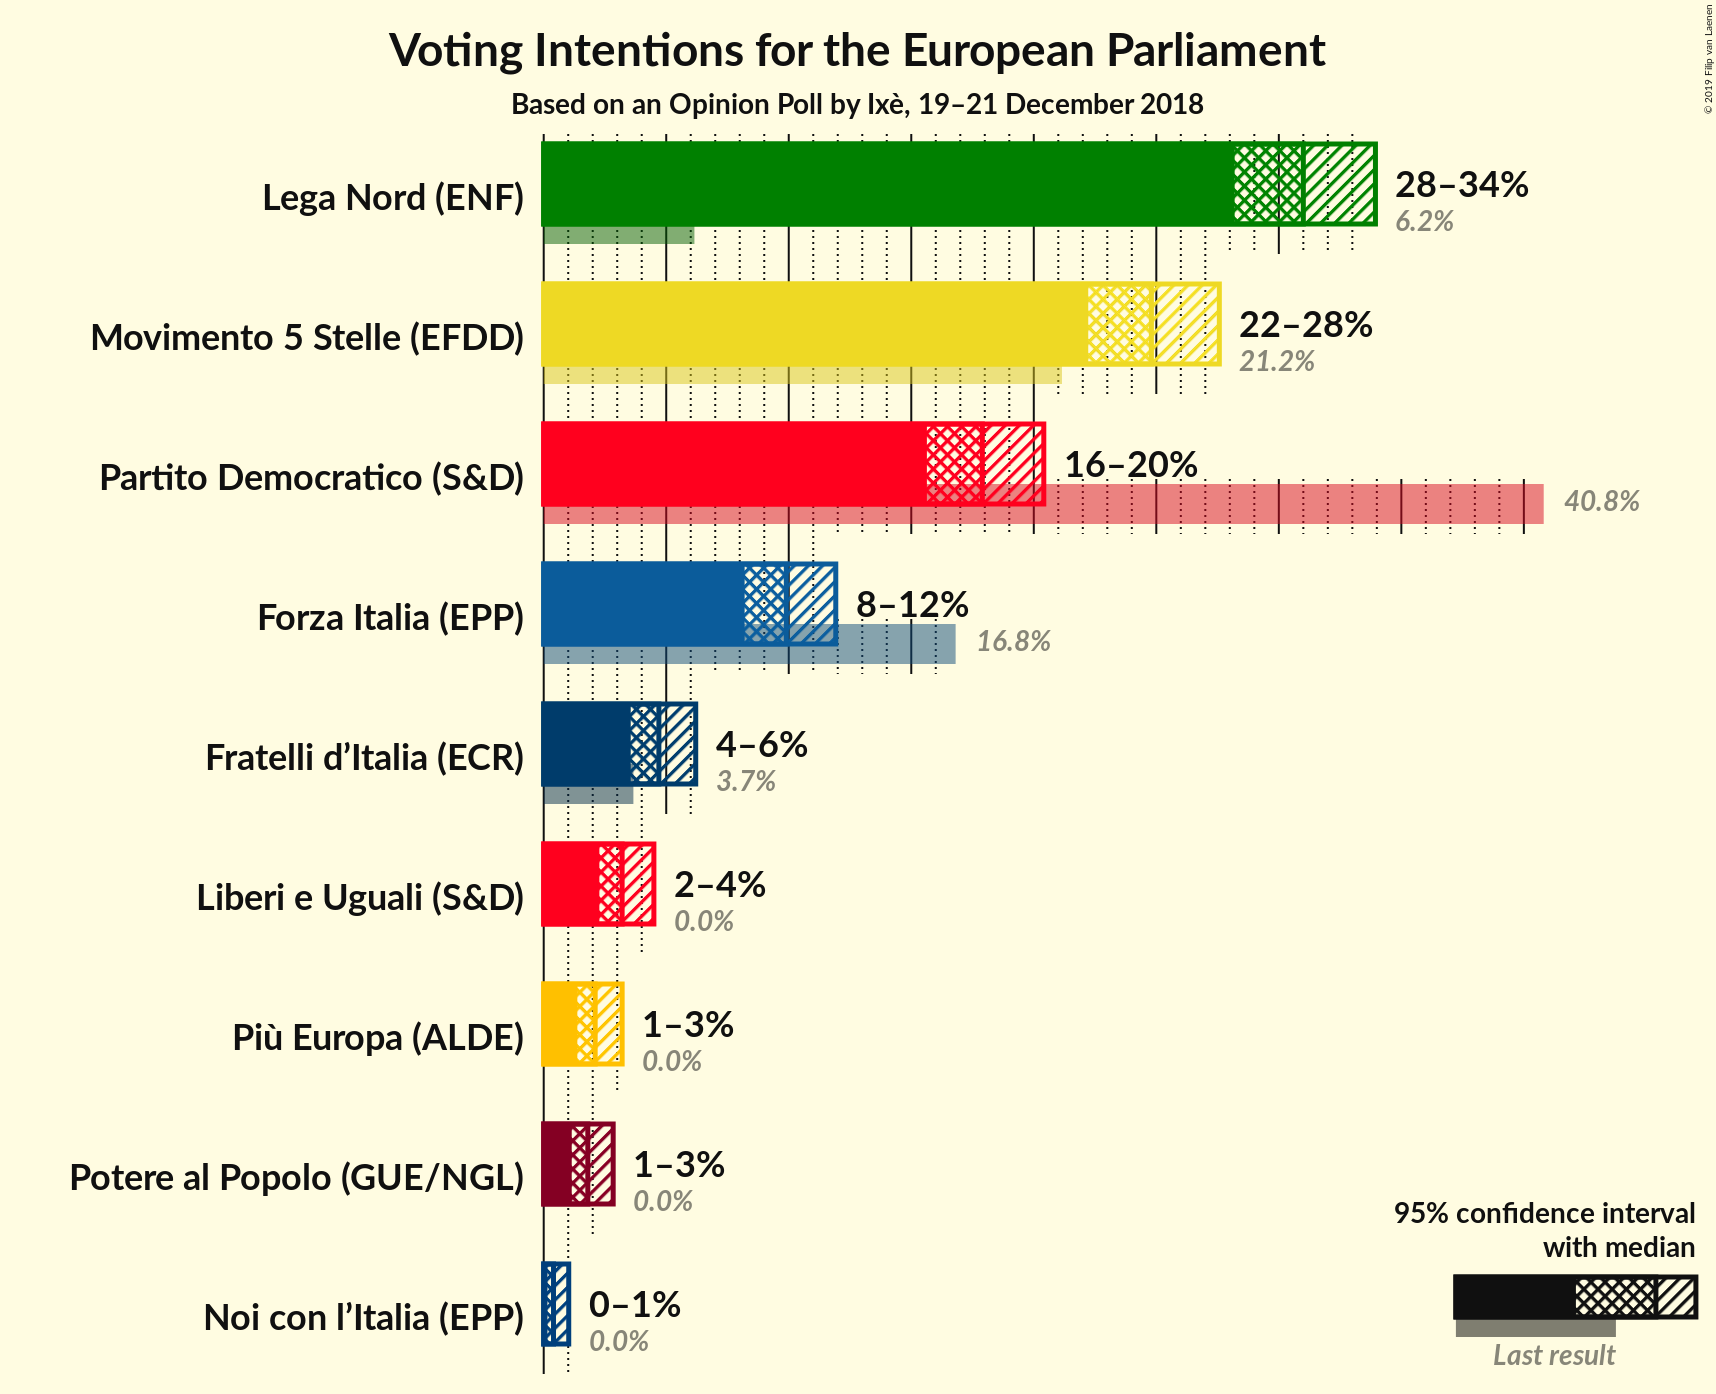 Voting Intentions for the European Parliament
Based on an Opinion Poll by Ixè, 19–21 December 2018
© 2019 Filip van Laenen
Lega Nord (ENF)
28–34%
6.2%
Movimento 5 Stelle (EFDD)
22–28%
21.2%
Partito Democratico (S&D)
16–20%
40.8%
Forza Italia (EPP)
8–12%
16.8%
Fratelli d’Italia (ECR)
4–6%
3.7%
Liberi e Uguali (S&D)
2–4%
0.0%
Più Europa (ALDE)
1–3%
0.0%
Potere al Popolo (GUE/NGL)
1–3%
0.0%
Noi con l’Italia (EPP)
0–1%
0.0%
95% confidence interval
with median
Last result